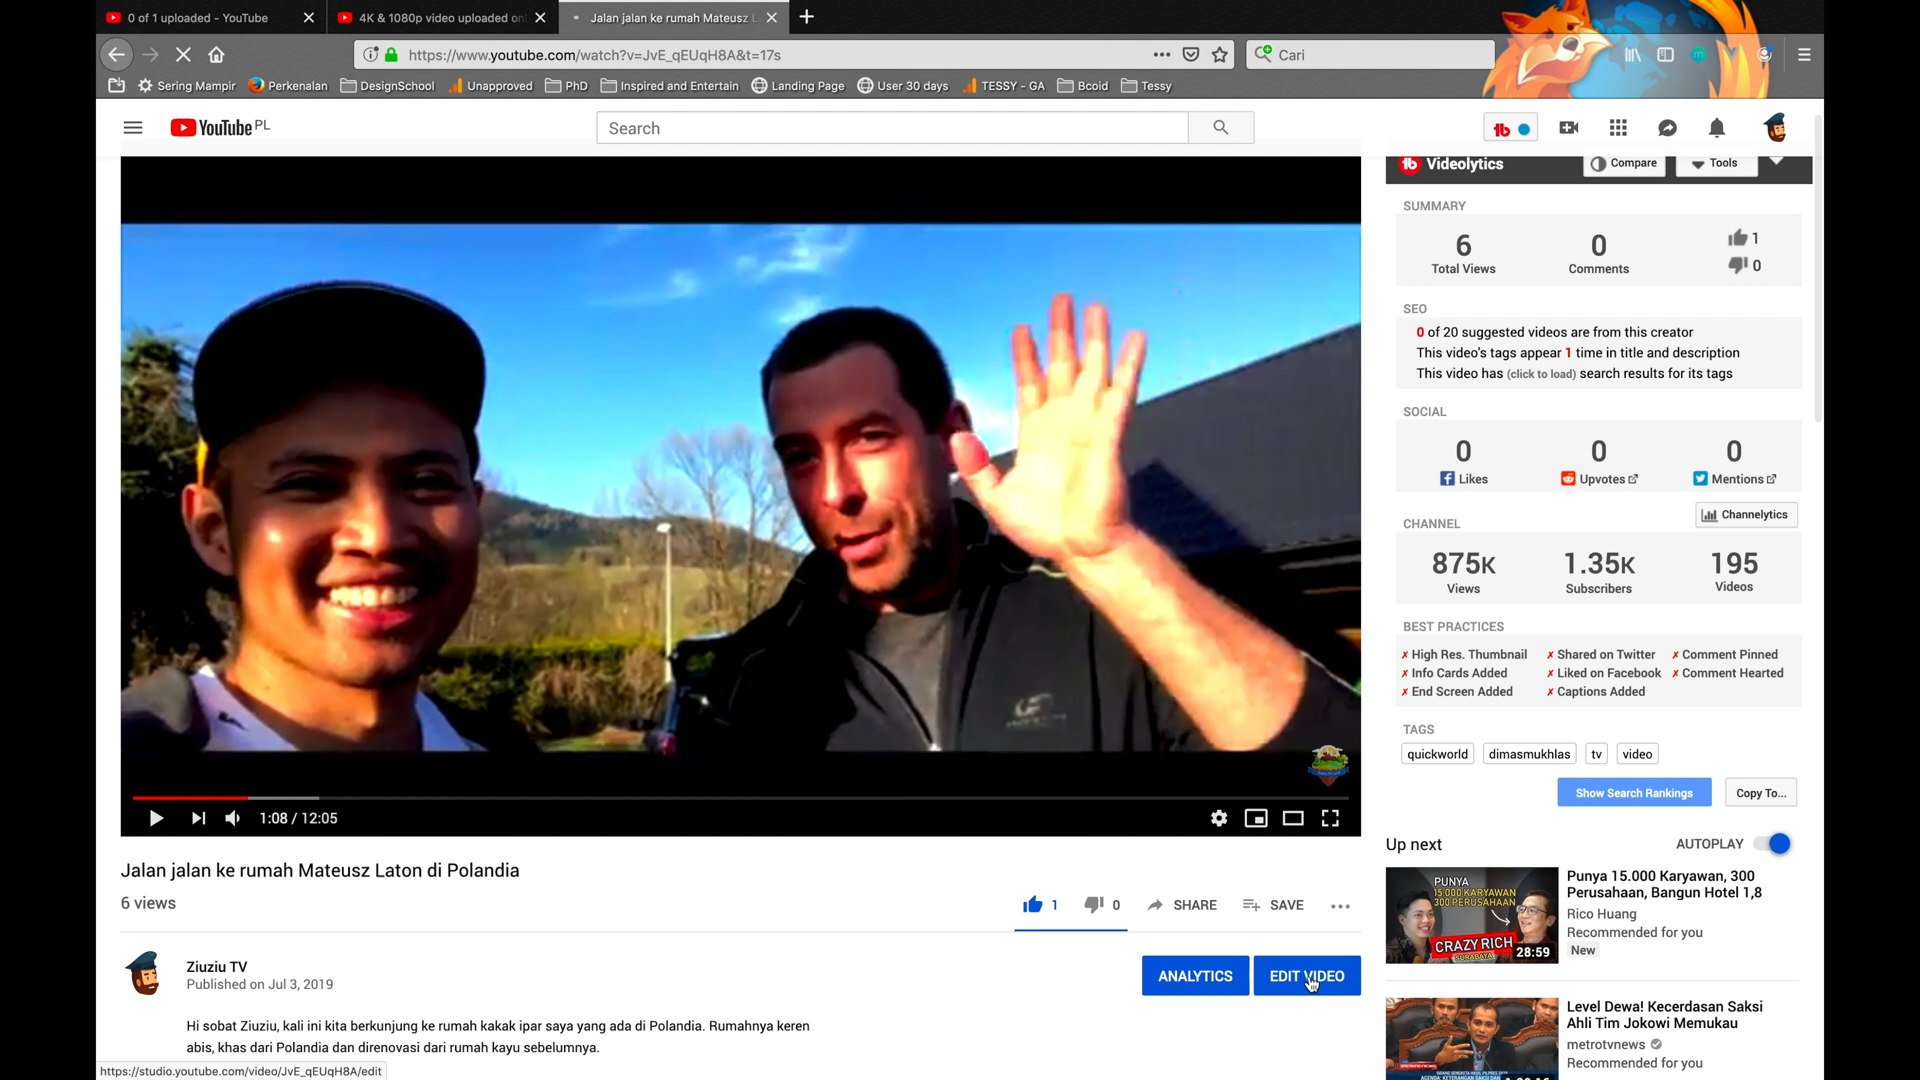 0 of 1 uploaded - YouTube
4K & 1080p video uploaded on
Jalan jalan ke rumah Mateusz L
https://www.youtube.com/watch?v=JvE_qEUqH8A&t=17s
Cari
Sering Mampir
Perkenalan
DesignSchool
Unapproved
PhD
Inspired and Entertain
Landing Page
User 30 days
TESSY - GA
Bcoid
Tessy
YouTube PL
Search
Videolytics
Compare
Tools
SUMMARY
6
Total Views
0
Comments
1
0
SEO
0 of 20 suggested videos are from this creator
This video's tags appear 1 time in title and description
This video has (click to load) search results for its tags
SOCIAL
0
Likes
0
Upvotes
0
Mentions
CHANNEL
Channelytics
875K
Views
1.35K
Subscribers
195
Videos
BEST PRACTICES
✗ High Res. Thumbnail
✗ Shared on Twitter
✗ Comment Pinned
✗ Info Cards Added
✗ Liked on Facebook
✗ Comment Hearted
✗ End Screen Added
✗ Captions Added
TAGS
quickworld
dimasmukhlas
tv
video
Show Search Rankings
Copy To...
1:08 / 12:05
Jalan jalan ke rumah Mateusz Laton di Polandia
6 views
1
0
SHARE
SAVE
Ziuziu TV
Published on Jul 3, 2019
ANALYTICS
EDIT VIDEO
Hi sobat Ziuziu, kali ini kita berkunjung ke rumah kakak ipar saya yang ada di Polandia. Rumahnya keren
abis, khas dari Polandia dan direnovasi dari rumah kayu sebelumnya.
https://studio.youtube.com/video/JvE_qEUqH8A/edit
Up next
AUTOPLAY
PUNYA
15.000 KARYAWAN
300 PERUSAHAAN
CRAZY RICH
SURABAYA
28:59
Punya 15.000 Karyawan, 300
Perusahaan, Bangun Hotel 1,8
Rico Huang
Recommended for you
New
Level Dewa! Kecerdasan Saksi
Ahli Tim Jokowi Memukau
metrotvnews
Recommended for you